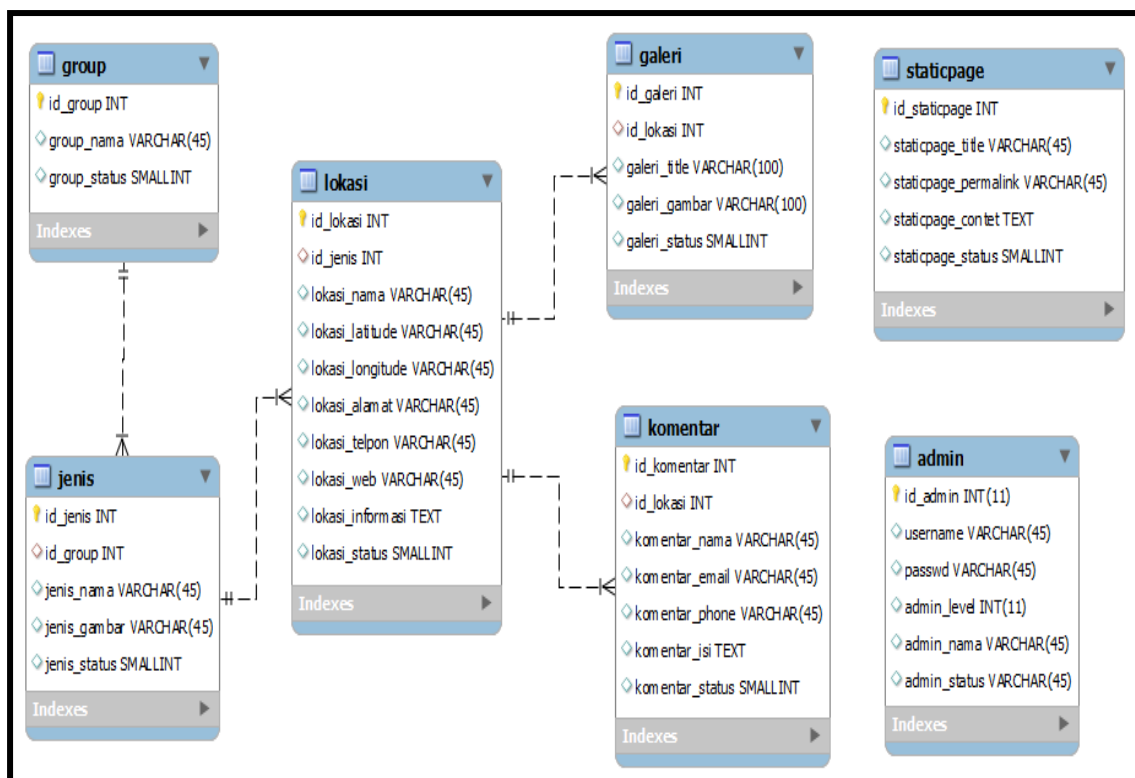 group
id_group INT
group_nama VARCHAR(45)
group_status SMALLINT
Indexes
jenis
id_jenis INT
id_group INT
jenis_nama VARCHAR(45)
jenis_gambar VARCHAR(45)
jenis_status SMALLINT
Indexes
lokasi
id_lokasi INT
id_jenis INT
lokasi_nama VARCHAR(45)
lokasi_latitude VARCHAR(45)
lokasi_longitude VARCHAR(45)
lokasi_alamat VARCHAR(45)
lokasi_telpon VARCHAR(45)
lokasi_web VARCHAR(45)
lokasi_informasi TEXT
lokasi_status SMALLINT
Indexes
galeri
id_galeri INT
id_lokasi INT
galeri_title VARCHAR(100)
galeri_gambar VARCHAR(100)
galeri_status SMALLINT
Indexes
komentar
id_komentar INT
id_lokasi INT
komentar_nama VARCHAR(45)
komentar_email VARCHAR(45)
komentar_phone VARCHAR(45)
komentar_isi TEXT
komentar_status SMALLINT
Indexes
staticpage
id_staticpage INT
staticpage_title VARCHAR(45)
staticpage_permalink VARCHAR(45)
staticpage_contet TEXT
staticpage_status SMALLINT
Indexes
admin
id_admin INT(11)
username VARCHAR(45)
passwd VARCHAR(45)
admin_level INT(11)
admin_nama VARCHAR(45)
admin_status VARCHAR(45)
Indexes